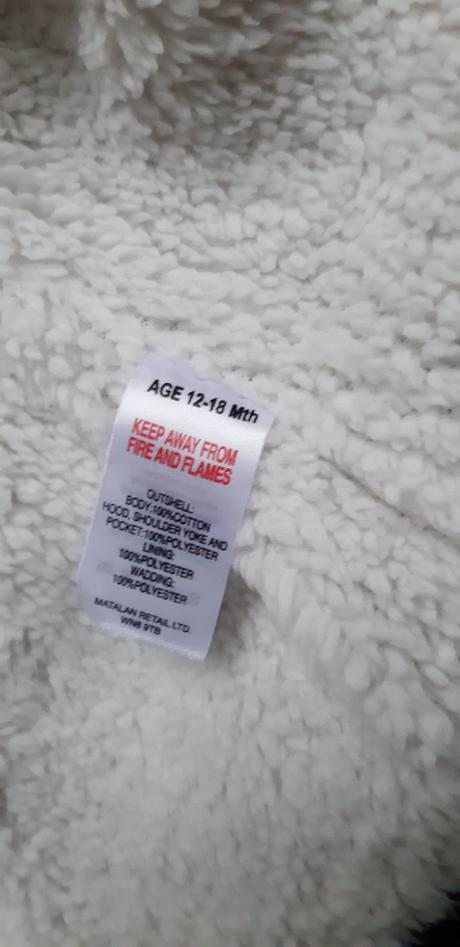 AGE 12-18 Mth
KEEP AWAY FROM
FIRE AND FLAMES
OUTSHELL:
BODY:100%COTTON
HOOD, SHOULDER YOKE AND
POCKET:100%POLYESTER
LINING:
100%POLYESTER
WADDING:
100%POLYESTER
MATALAN RETAIL LTD.
WN6 9TB